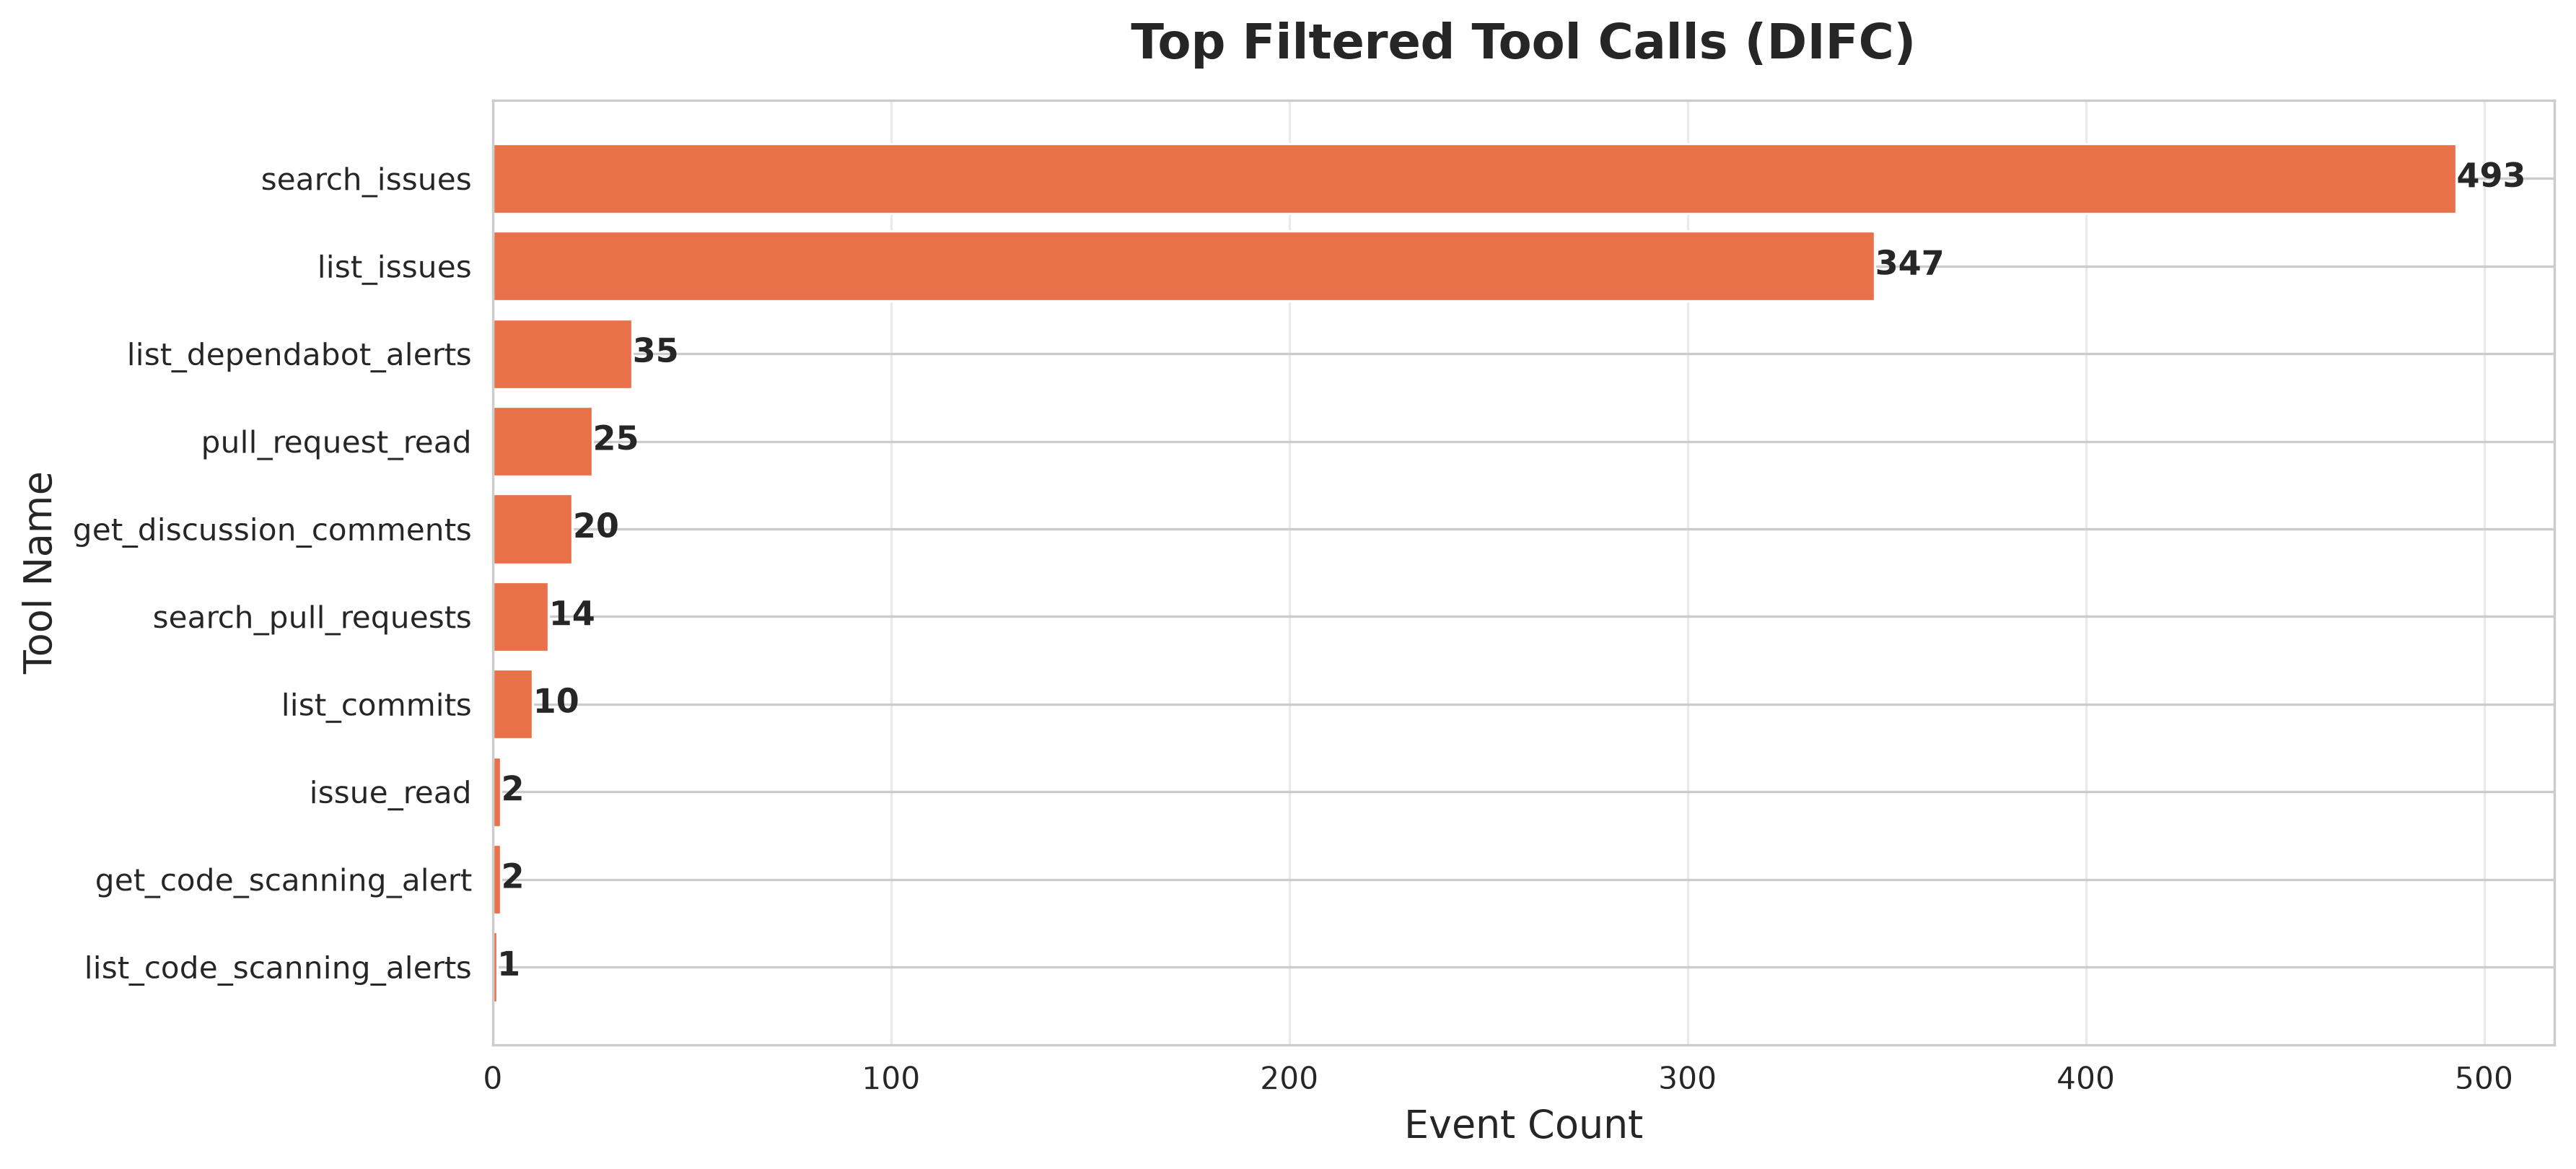 Top Filtered Tool Calls (DIFC)
search_issues 493
list_issues 347
list_dependabot_alerts 35
pull_request_read 25
get_discussion_comments 20
search_pull_requests 14
list_commits 10
issue_read 2
get_code_scanning_alert 2
list_code_scanning_alerts 1
Tool Name
0 100 200 300 400 500
Event Count